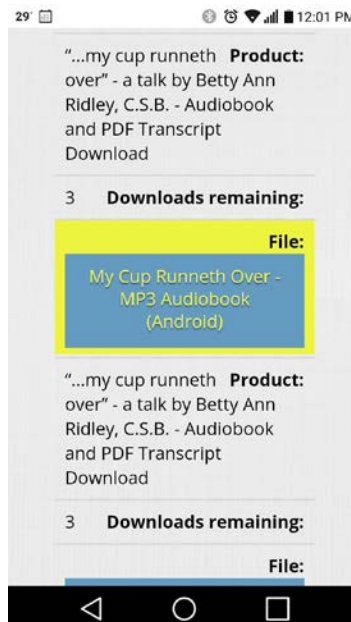 29° 12:01 PM
“...my cup runneth Product:
over” - a talk by Betty Ann
Ridley, C.S.B. - Audiobook
and PDF Transcript
Download
3 Downloads remaining:
File:
My Cup Runneth Over -
MP3 Audiobook
(Android)
“...my cup runneth Product:
over” - a talk by Betty Ann
Ridley, C.S.B. - Audiobook
and PDF Transcript
Download
3 Downloads remaining:
File: